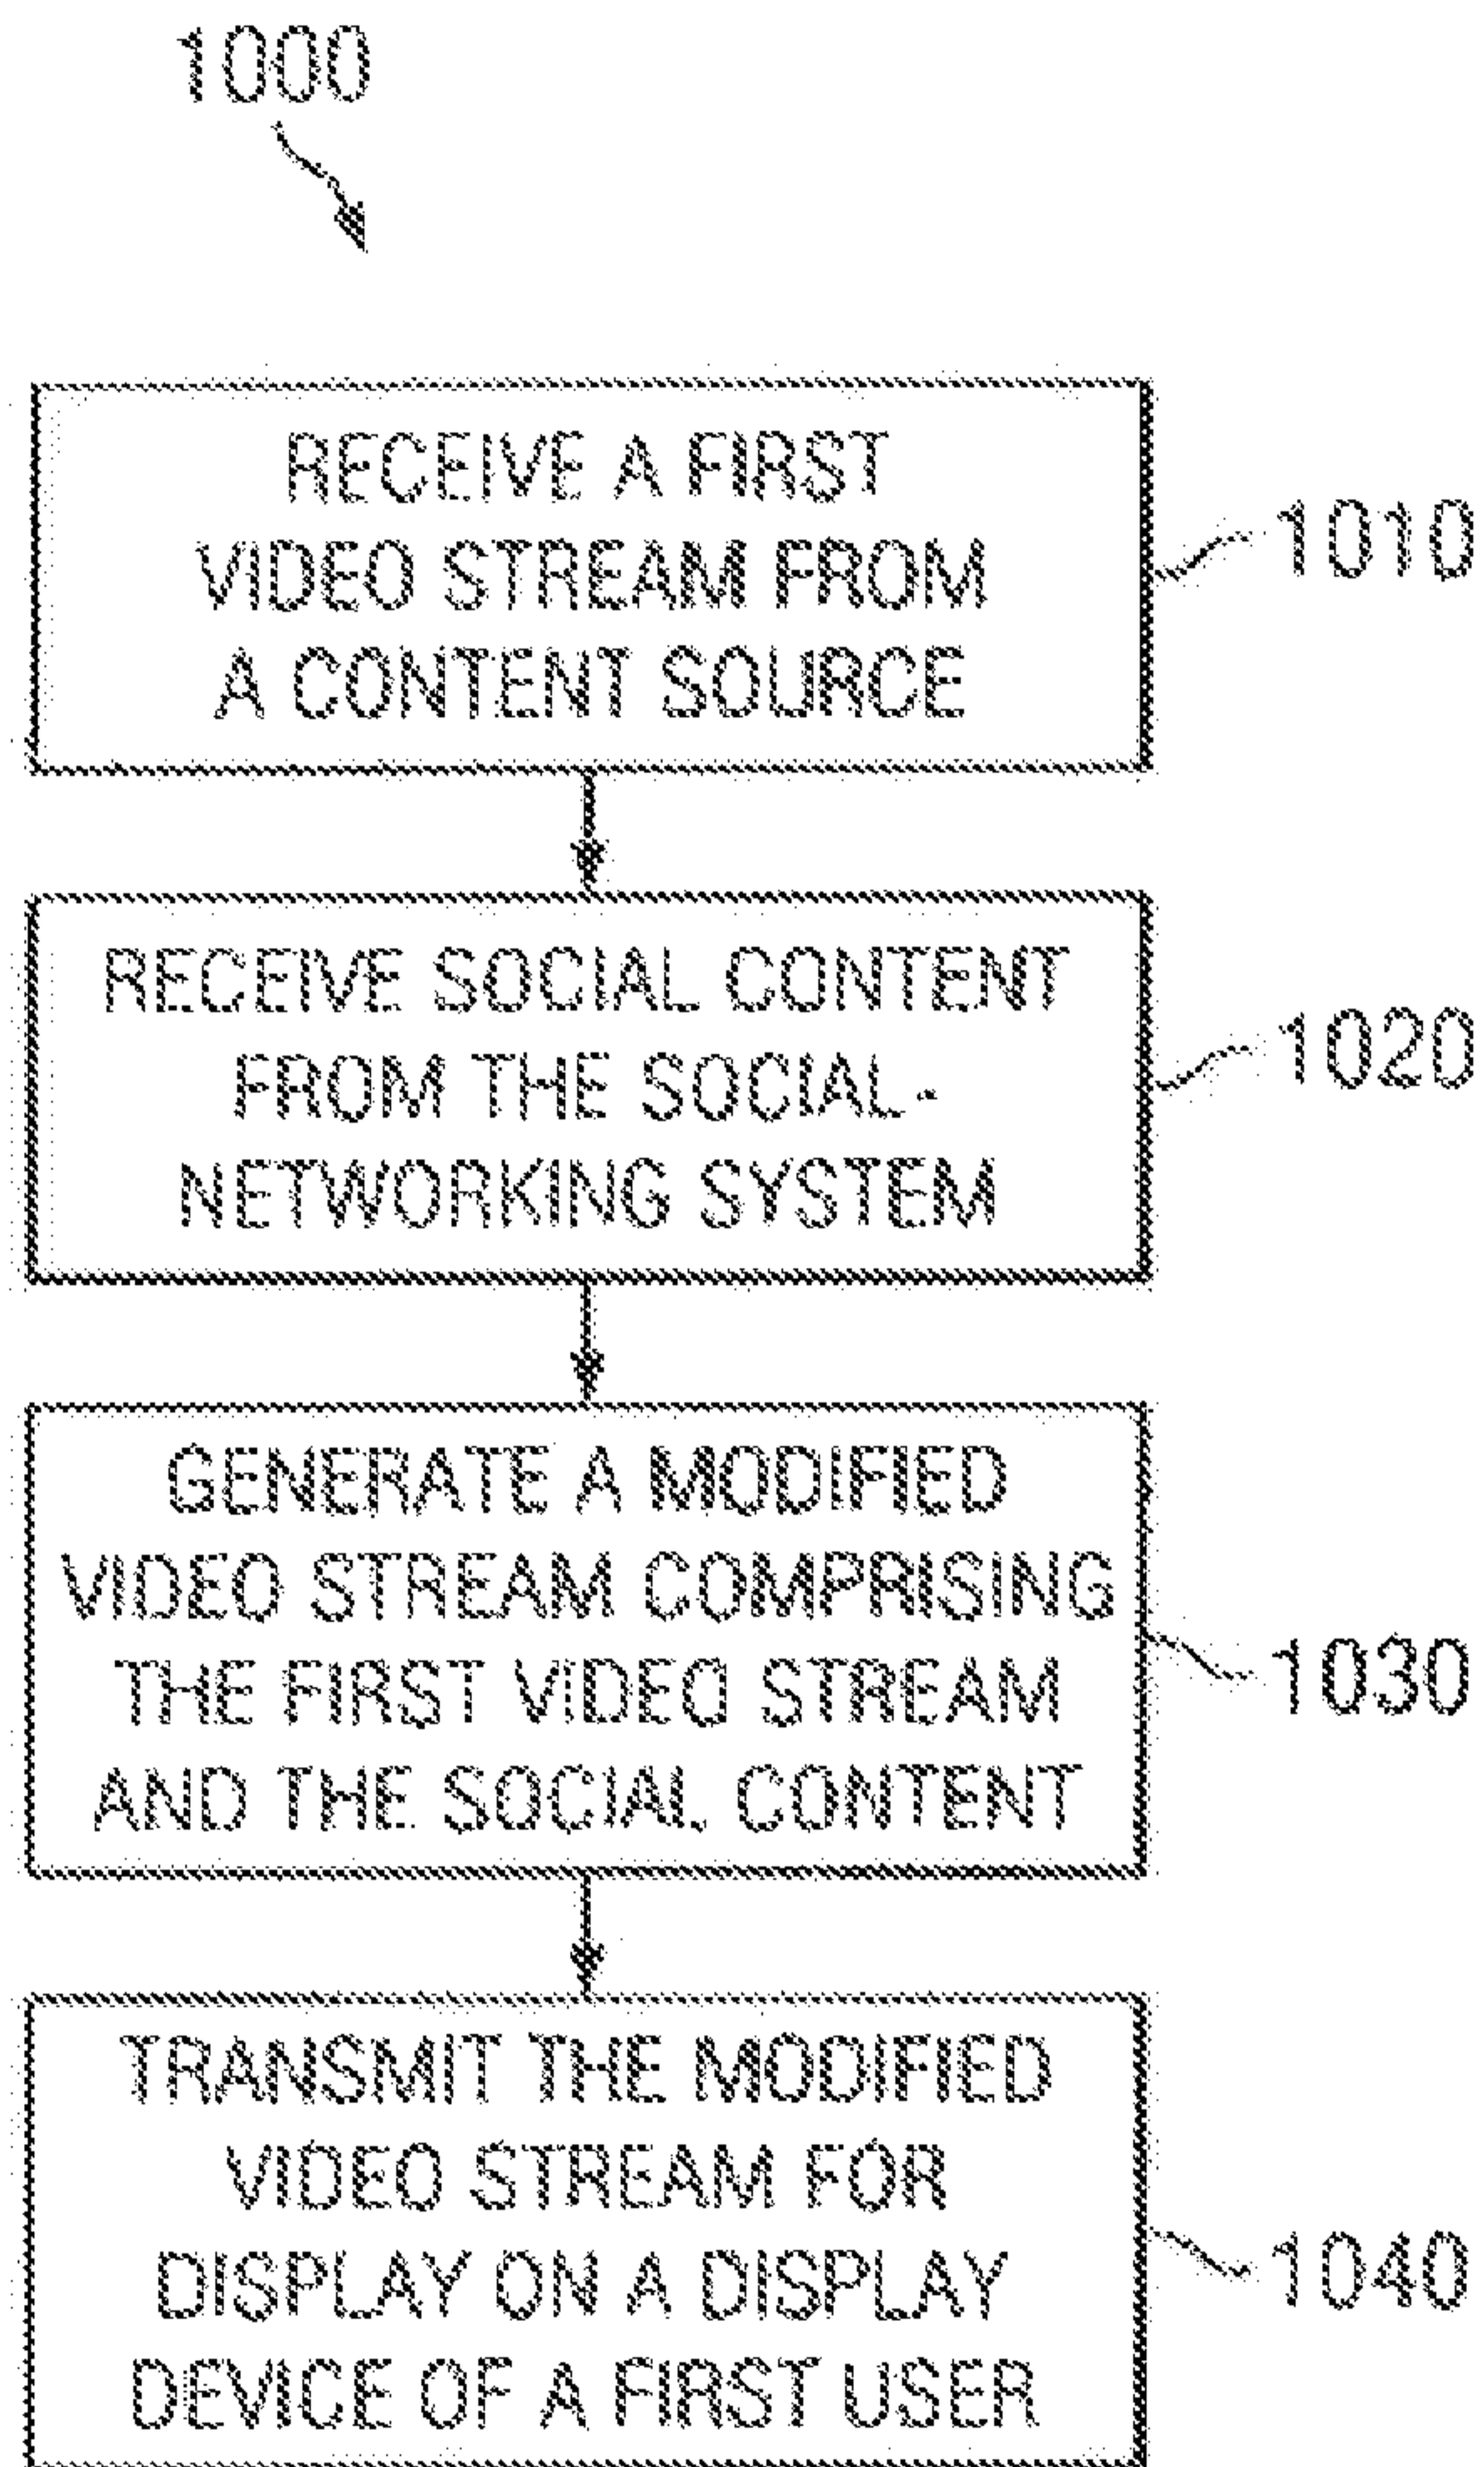 1000
RECEIVE A FIRST
VIDEO STREAM FROM
A CONTENT SOURCE
1010
RECEIVE SOCIAL CONTENT
FROM THE SOCIAL-
NETWORKING SYSTEM
1020
GENERATE A MODIFIED
VIDEO STREAM COMPRISING
THE FIRST VIDEO STREAM
AND THE SOCIAL CONTENT
1030
TRANSMIT THE MODIFIED
VIDEO STREAM FOR
DISPLAY ON A DISPLAY
DEVICE OF A FIRST USER
1040